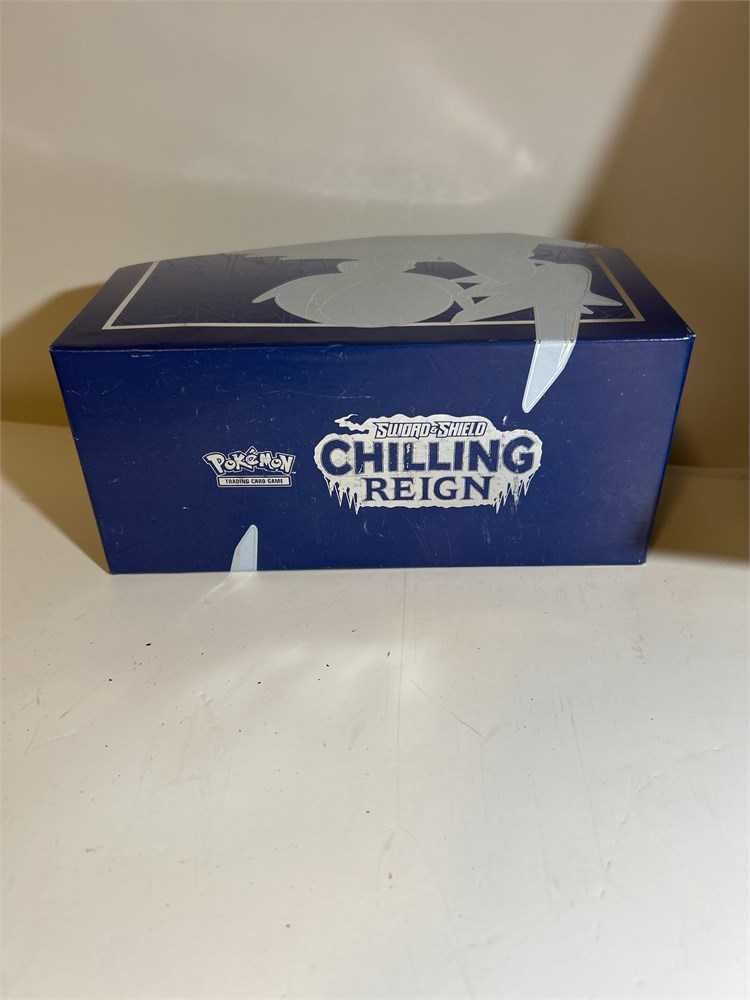 SWORD & SHIELD
POKÉMON
TRADING CARD GAME
CHILLING
REIGN